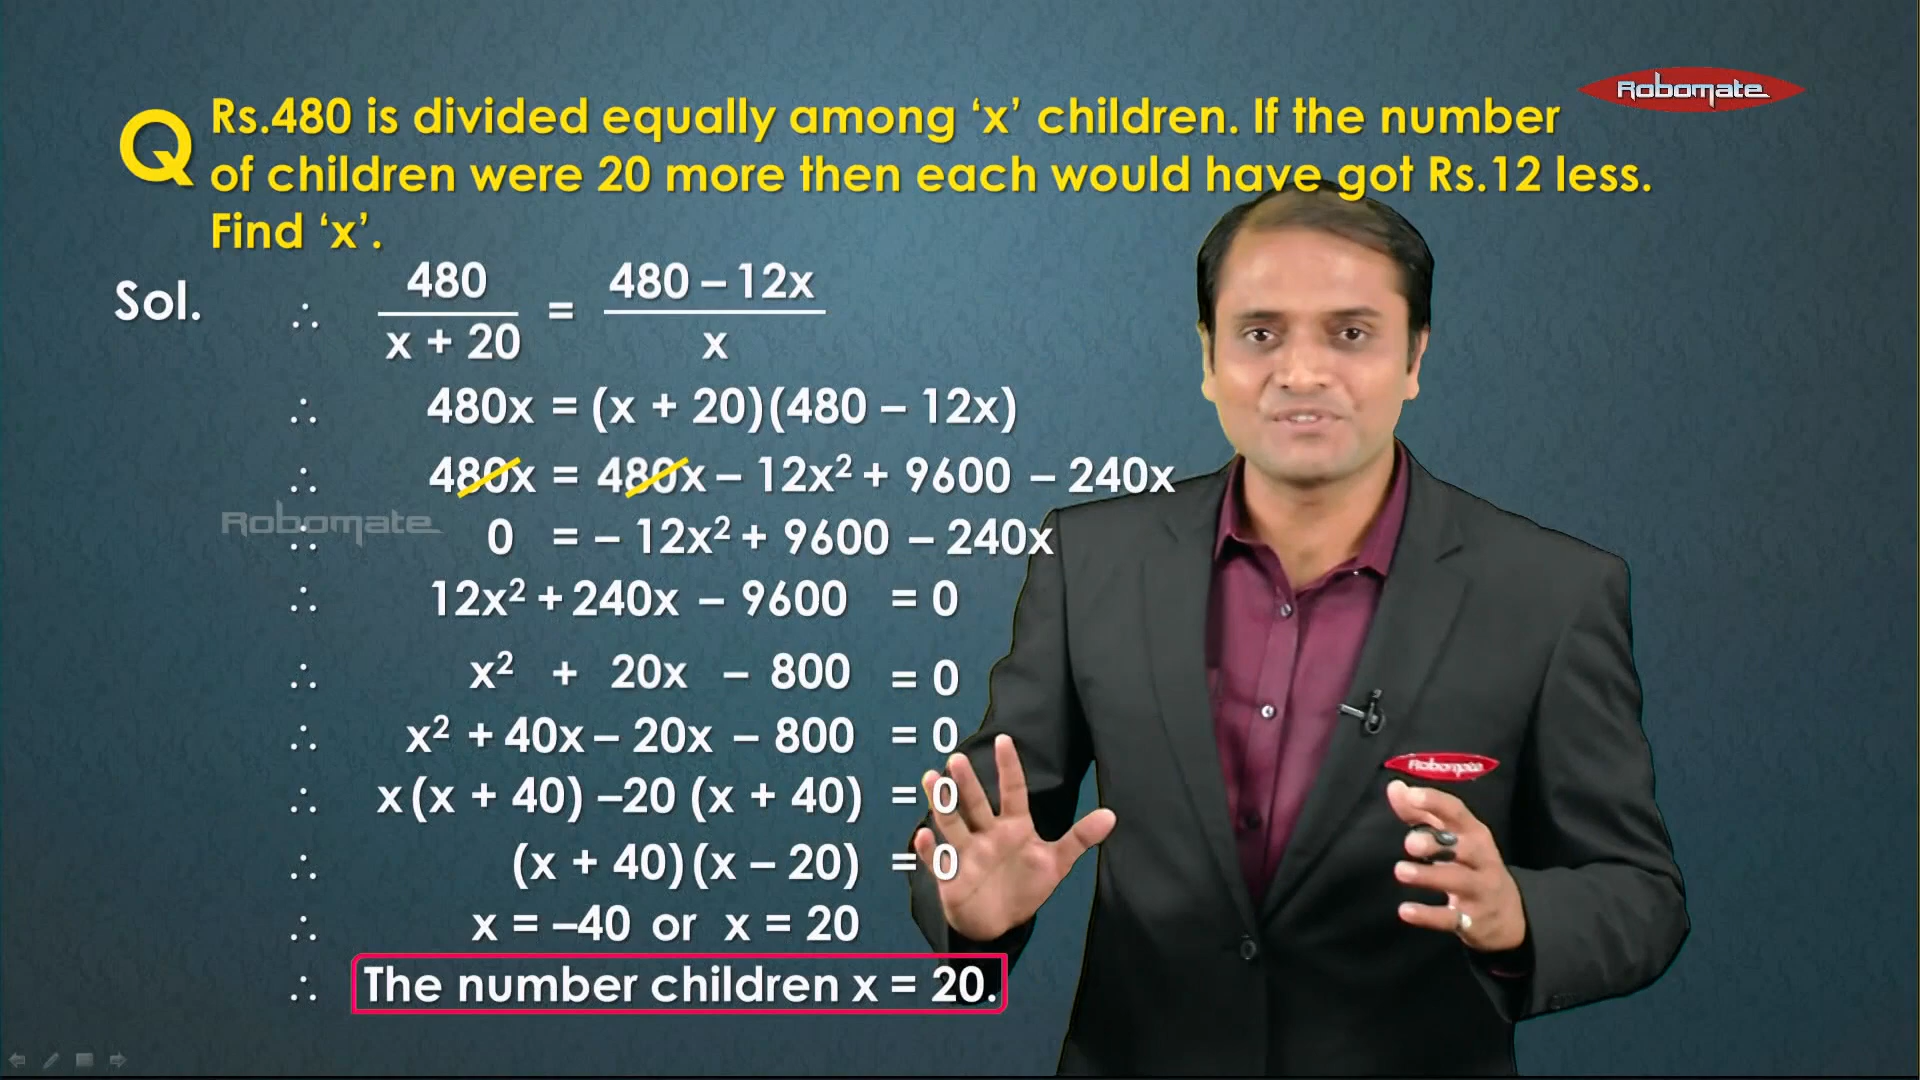 Robomate
Q Rs.480 is divided equally among ‘x’ children. If the number
of children were 20 more then each would have got Rs.12 less.
Find ‘x’.
Sol. ∴ 480/(x + 20) = (480 – 12x)/x
∴ 480x = (x + 20)(480 – 12x)
∴ 480x = 480x – 12x² + 9600 – 240x
Robomate
∴ 0 = – 12x² + 9600 – 240x
∴ 12x² + 240x – 9600 = 0
∴ x² + 20x – 800 = 0
∴ x² + 40x – 20x – 800 = 0
Robomate
∴ x(x + 40) –20 (x + 40) = 0
∴ (x + 40)(x – 20) = 0
∴ x = –40 or x = 20
∴ The number children x = 20.